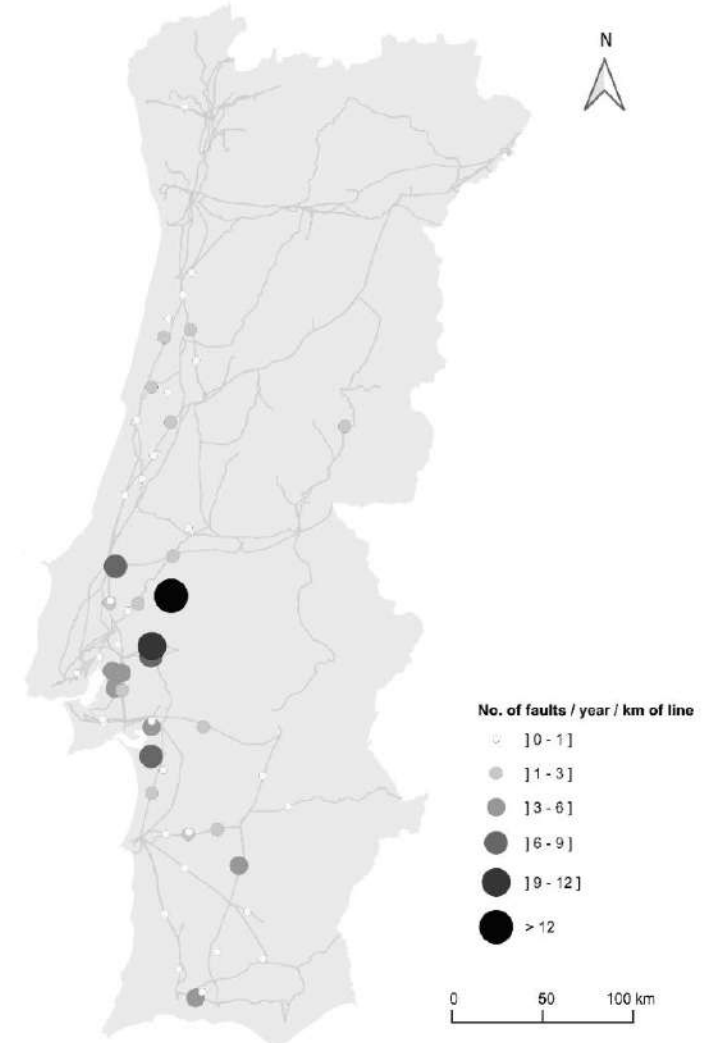 N
No. of faults / year / km of line
] 0 - 1 ]
] 1 - 3 ]
] 3 - 6 ]
] 6 - 9 ]
] 9 - 12 ]
> 12
0 50 100 km